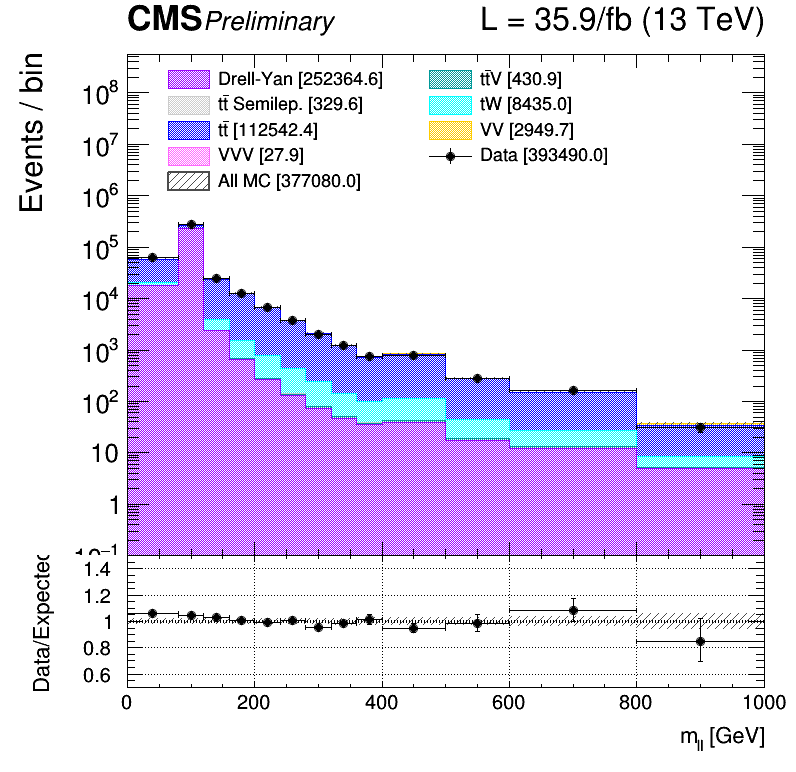 CMS Preliminary L = 35.9/fb (13 TeV)
Events / bin
Drell-Yan [252364.6]
tt̄ Semilep. [329.6]
tt̄ [112542.4]
VVV [27.9]
All MC [377080.0]
tt̄V [430.9]
tW [8435.0]
VV [2949.7]
Data [393490.0]
10⁸
10⁷
10⁶
10⁵
10⁴
10³
10²
10
1
10⁻¹
Data/Expected
1.4
1.2
1
0.8
0.6
0 200 400 600 800 1000
m_ll [GeV]